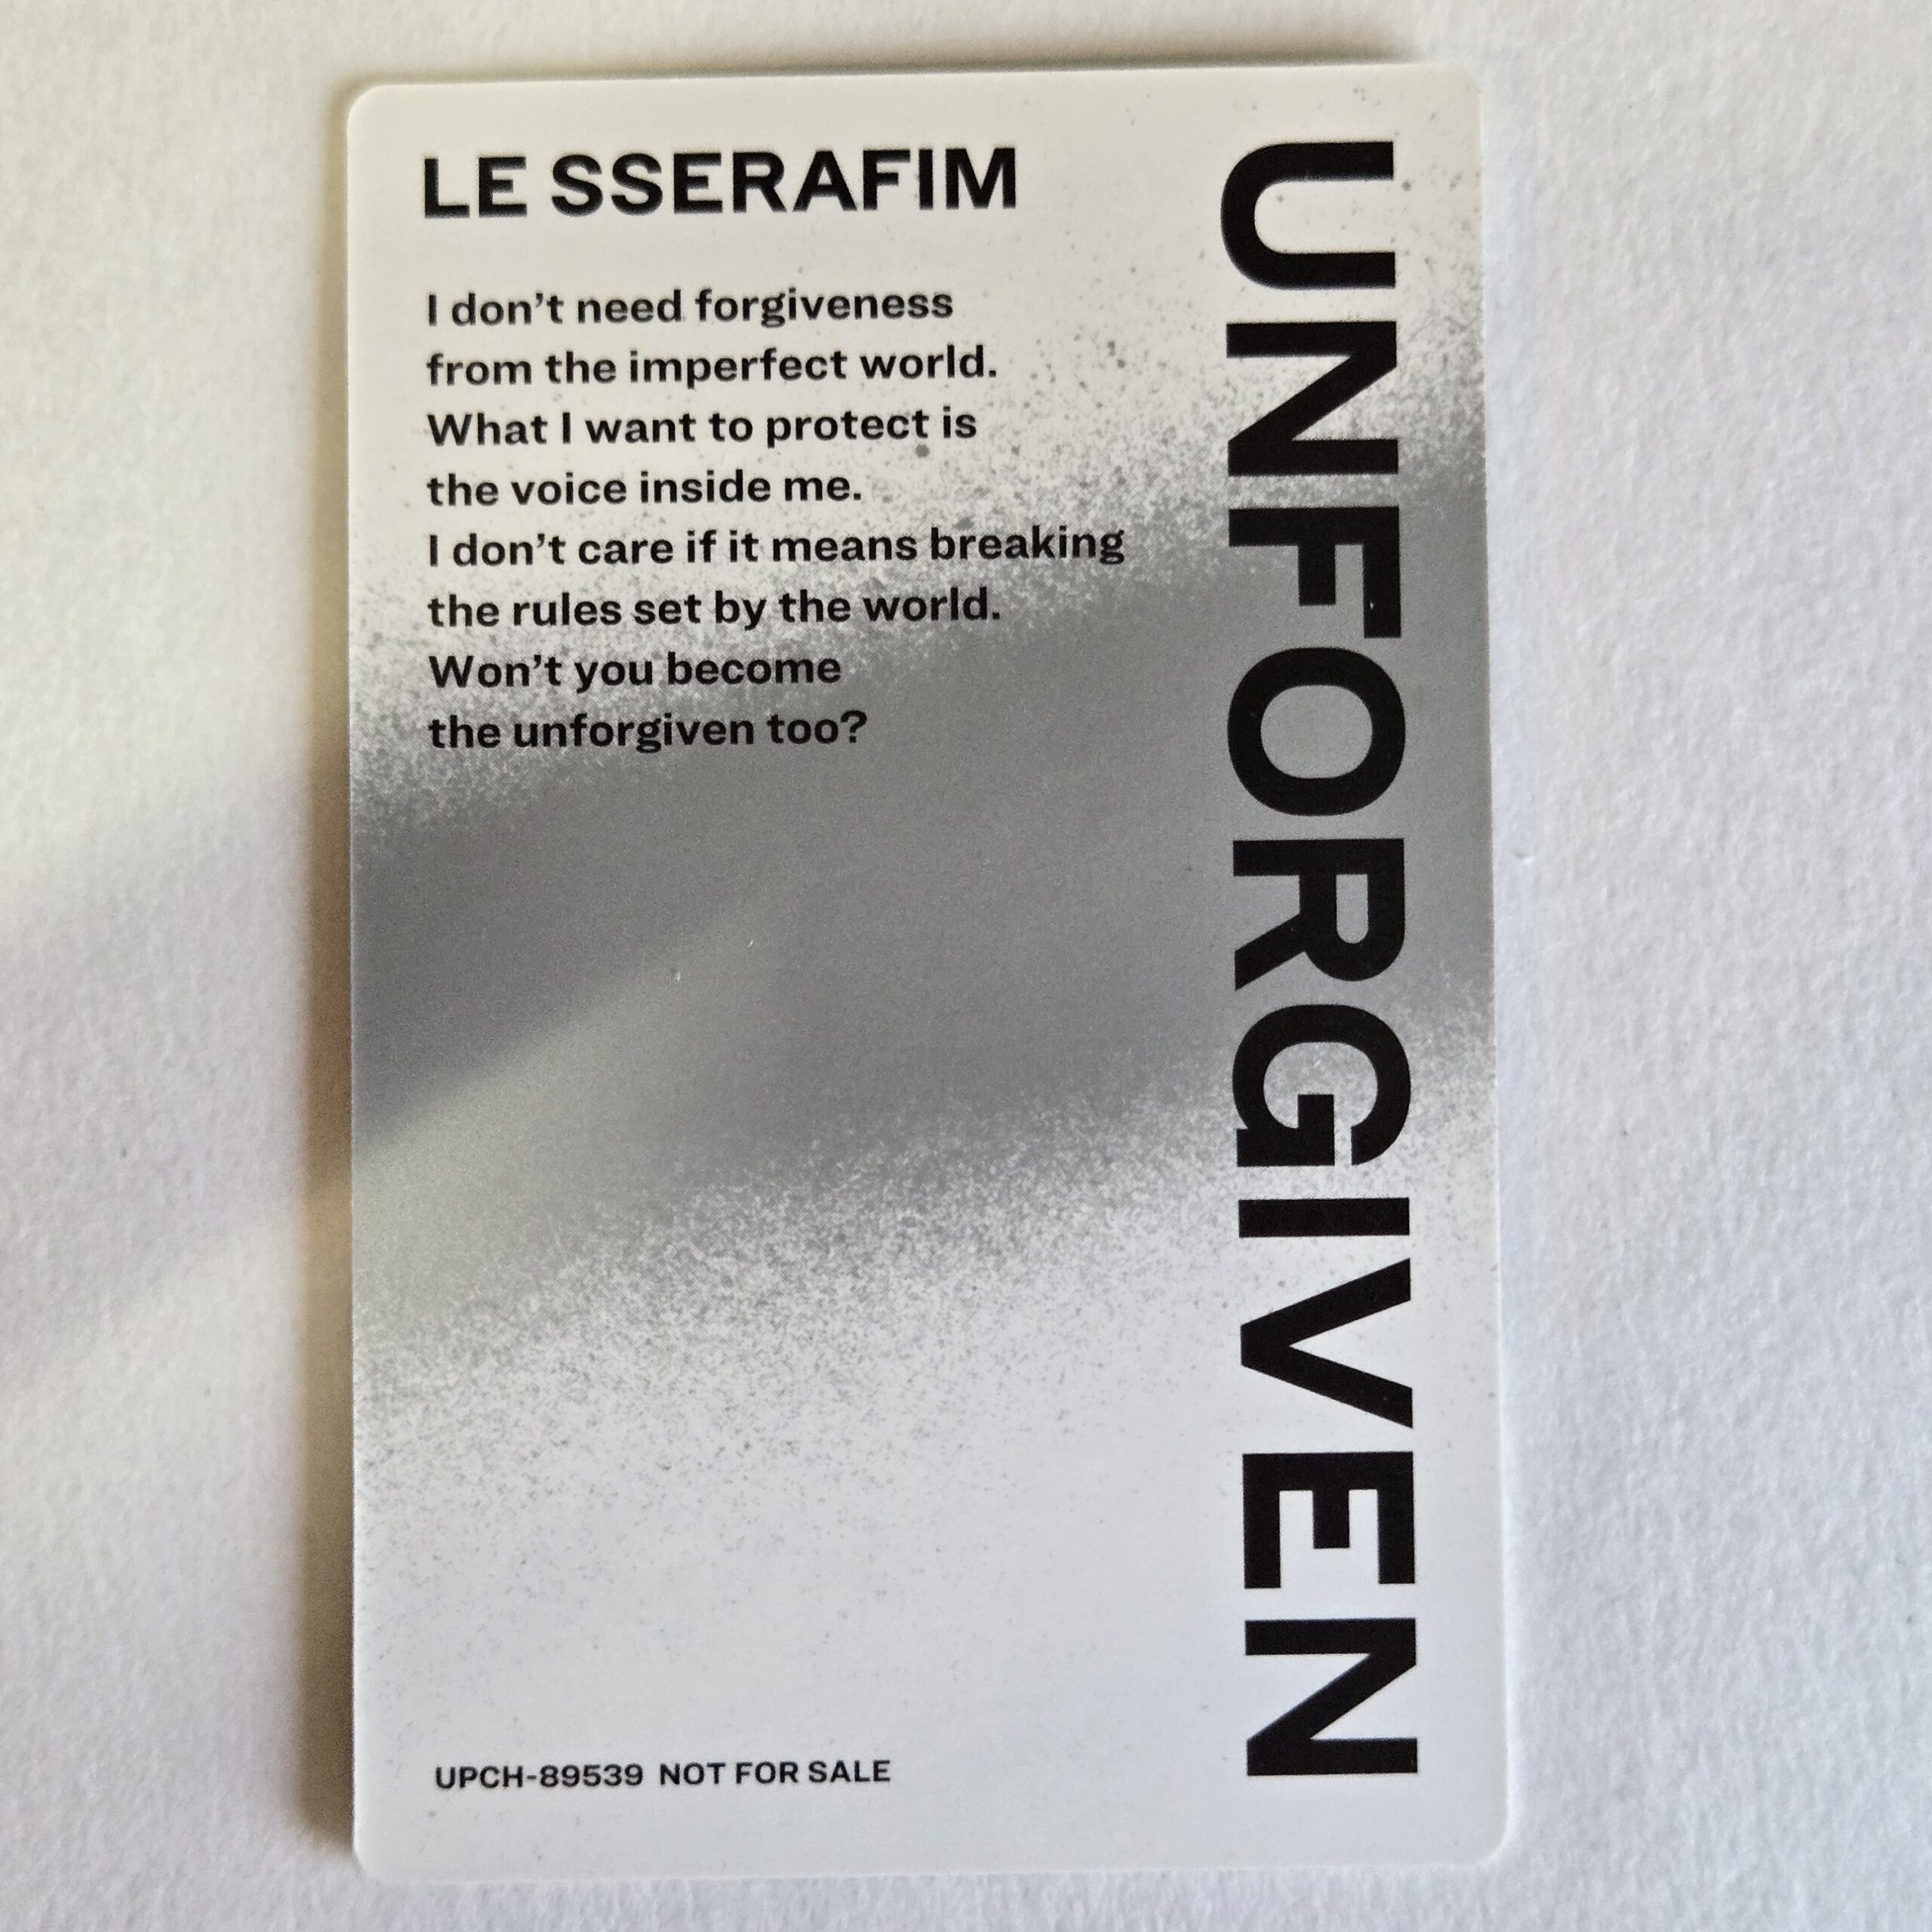 LE SSERAFIM
I don’t need forgiveness
from the imperfect world.
What I want to protect is
the voice inside me.
I don’t care if it means breaking
the rules set by the world.
Won’t you become
the unforgiven too?
UNFORGIVEN
UPCH-89539 NOT FOR SALE